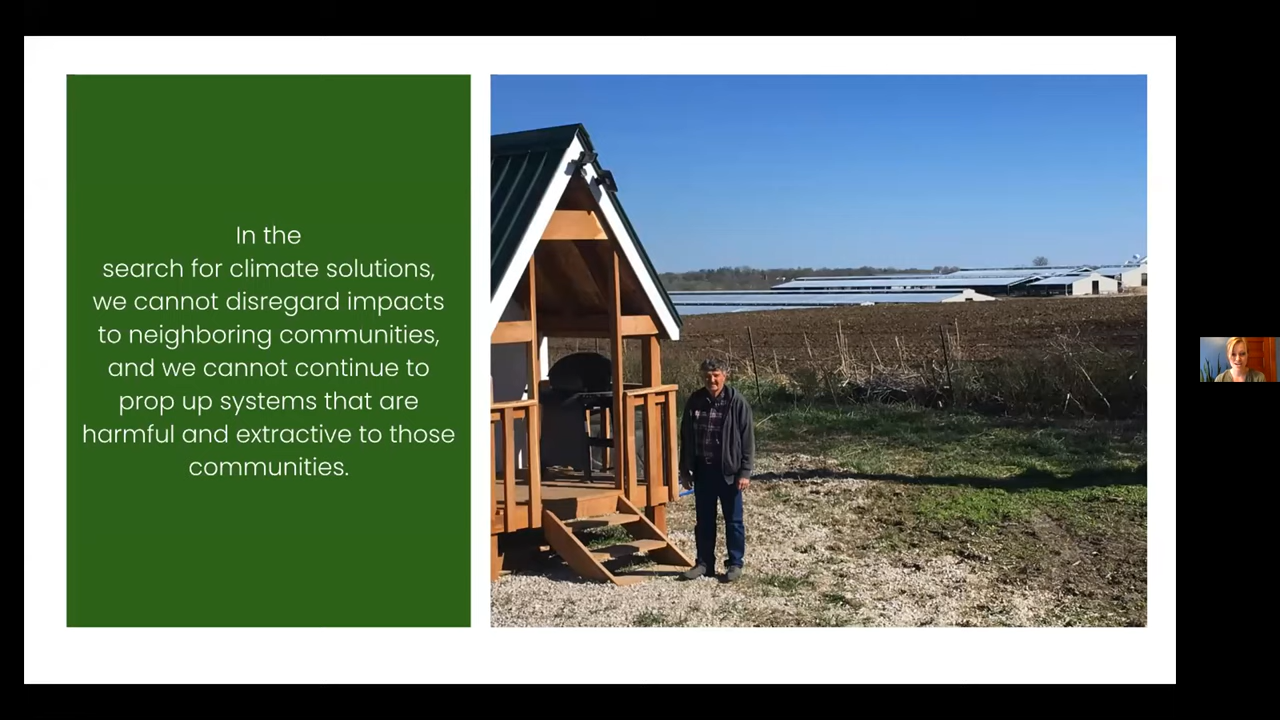 In the
search for climate solutions,
we cannot disregard impacts
to neighboring communities,
and we cannot continue to
prop up systems that are
harmful and extractive to those
communities.